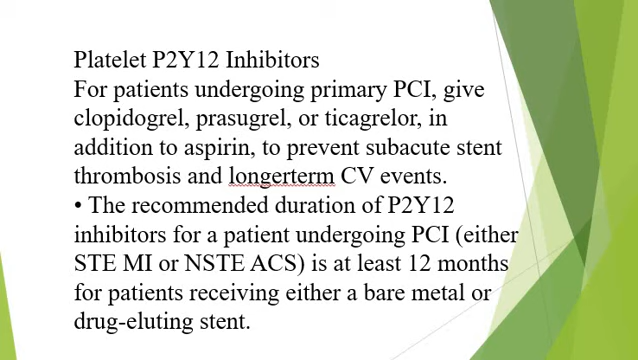 Platelet P2Y12 Inhibitors
For patients undergoing primary PCI, give
clopidogrel, prasugrel, or ticagrelor, in
addition to aspirin, to prevent subacute stent
thrombosis and longerterm CV events.
• The recommended duration of P2Y12
inhibitors for a patient undergoing PCI (either
STE MI or NSTE ACS) is at least 12 months
for patients receiving either a bare metal or
drug-eluting stent.